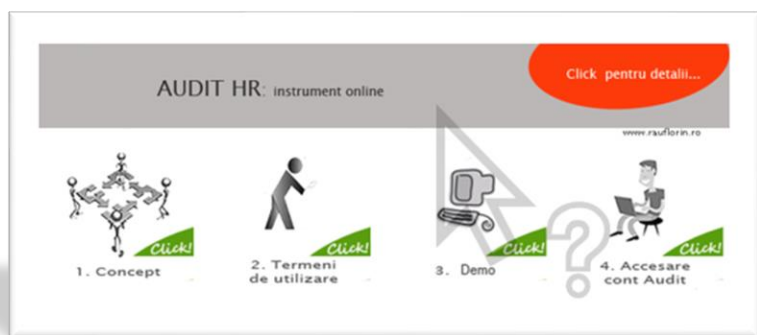 AUDIT HR: instrument online
Click pentru detalii...
www.rauflorin.ro
Click!
1. Concept
Click!
2. Termeni
de utilizare
Click!
3. Demo
Click!
4. Accesare
cont Audit